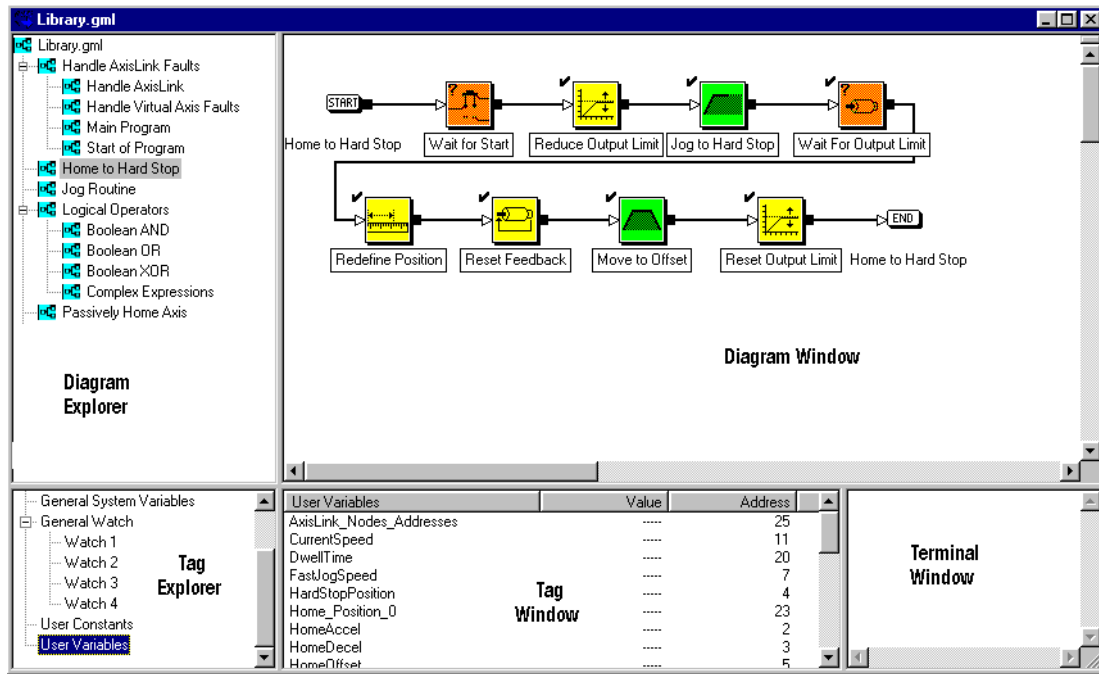 Library.gml
Library.gml
Handle AxisLink Faults
Handle AxisLink
Handle Virtual Axis Faults
Main Program
Start of Program
Home to Hard Stop
Jog Routine
Logical Operators
Boolean AND
Boolean OR
Boolean XOR
Complex Expressions
Passively Home Axis
Diagram
Explorer
START
? ?
Home to Hard Stop Wait for Start Reduce Output Limit Jog to Hard Stop Wait For Output Limit
END
Redefine Position Reset Feedback Move to Offset Reset Output Limit Home to Hard Stop
Diagram Window
General System Variables
General Watch
Watch 1
Watch 2
Watch 3
Watch 4
User Constants
User Variables
Tag
Explorer
User Variables Value Address
AxisLink_Nodes_Addresses ----- 25
CurrentSpeed ----- 11
DwellTime ----- 20
FastJogSpeed ----- 7
HardStopPosition ----- 4
Home_Position_0 ----- 23
HomeAccel ----- 2
HomeDecel ----- 3
HomeOffset ----- 5
Tag
Window
Terminal
Window